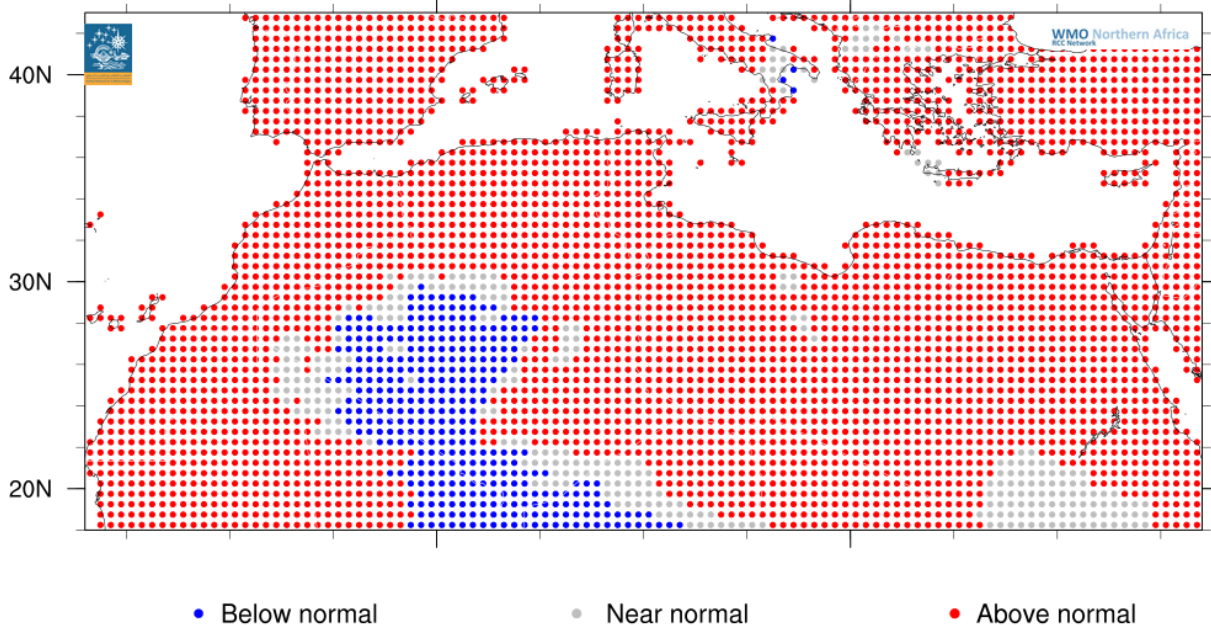 WMO Northern Africa
RCC Network
40N
30N
20N
Below normal
Near normal
Above normal